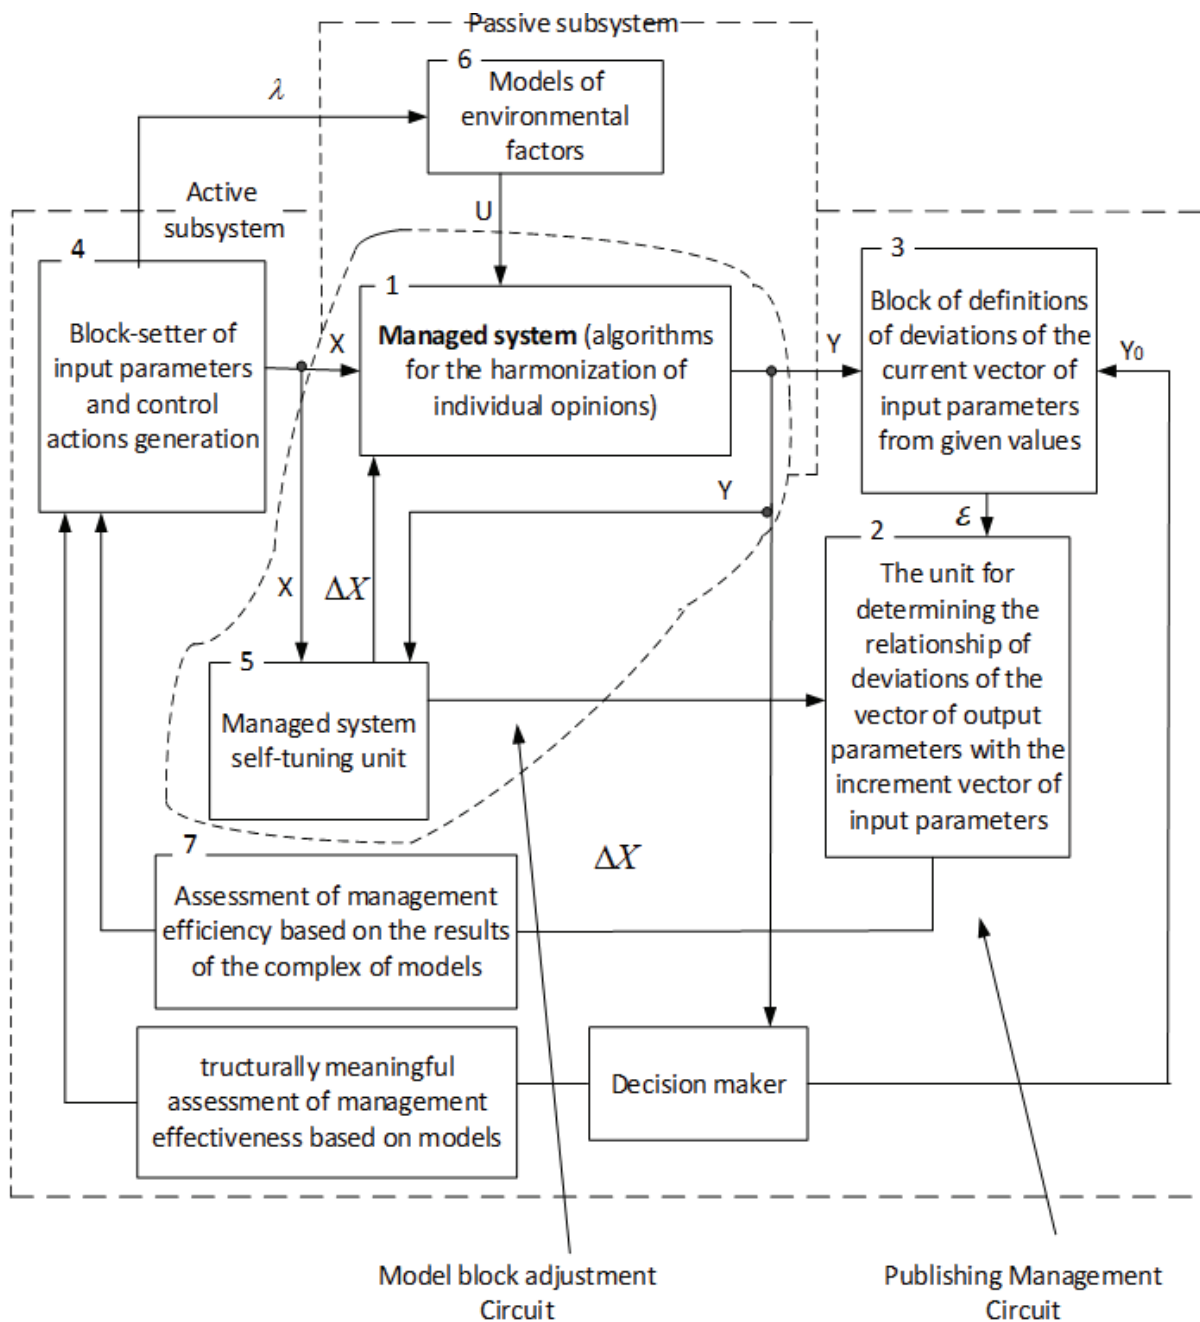 Passive subsystem
6
Models of
environmental
factors
λ
Active
subsystem
U
4
Block-setter of
input parameters
and control
actions generation
X
1
Managed system (algorithms
for the harmonization of
individual opinions)
Y
3
Block of definitions
of deviations of the
current vector of
input parameters
from given values
Y₀
Y
ε
X
ΔX
2
The unit for
determining the
relationship of
deviations of the
vector of output
parameters with the
increment vector of
input parameters
5
Managed system
self-tuning unit
ΔX
7
Assessment of management
efficiency based on the results
of the complex of models
tructurally meaningful
assessment of management
effectiveness based on models
Decision maker
Model block adjustment
Circuit
Publishing Management
Circuit